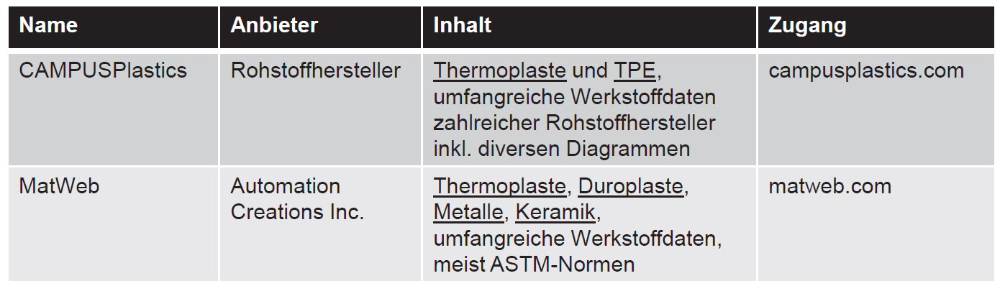 Name Anbieter Inhalt Zugang
CAMPUSPlastics Rohstoffhersteller Thermoplaste und TPE, campusplastics.com
umfangreiche Werkstoffdaten
zahlreicher Rohstoffhersteller
inkl. diversen Diagrammen
MatWeb Automation Thermoplaste, Duroplaste, matweb.com
Creations Inc. Metalle, Keramik,
umfangreiche Werkstoffdaten,
meist ASTM-Normen